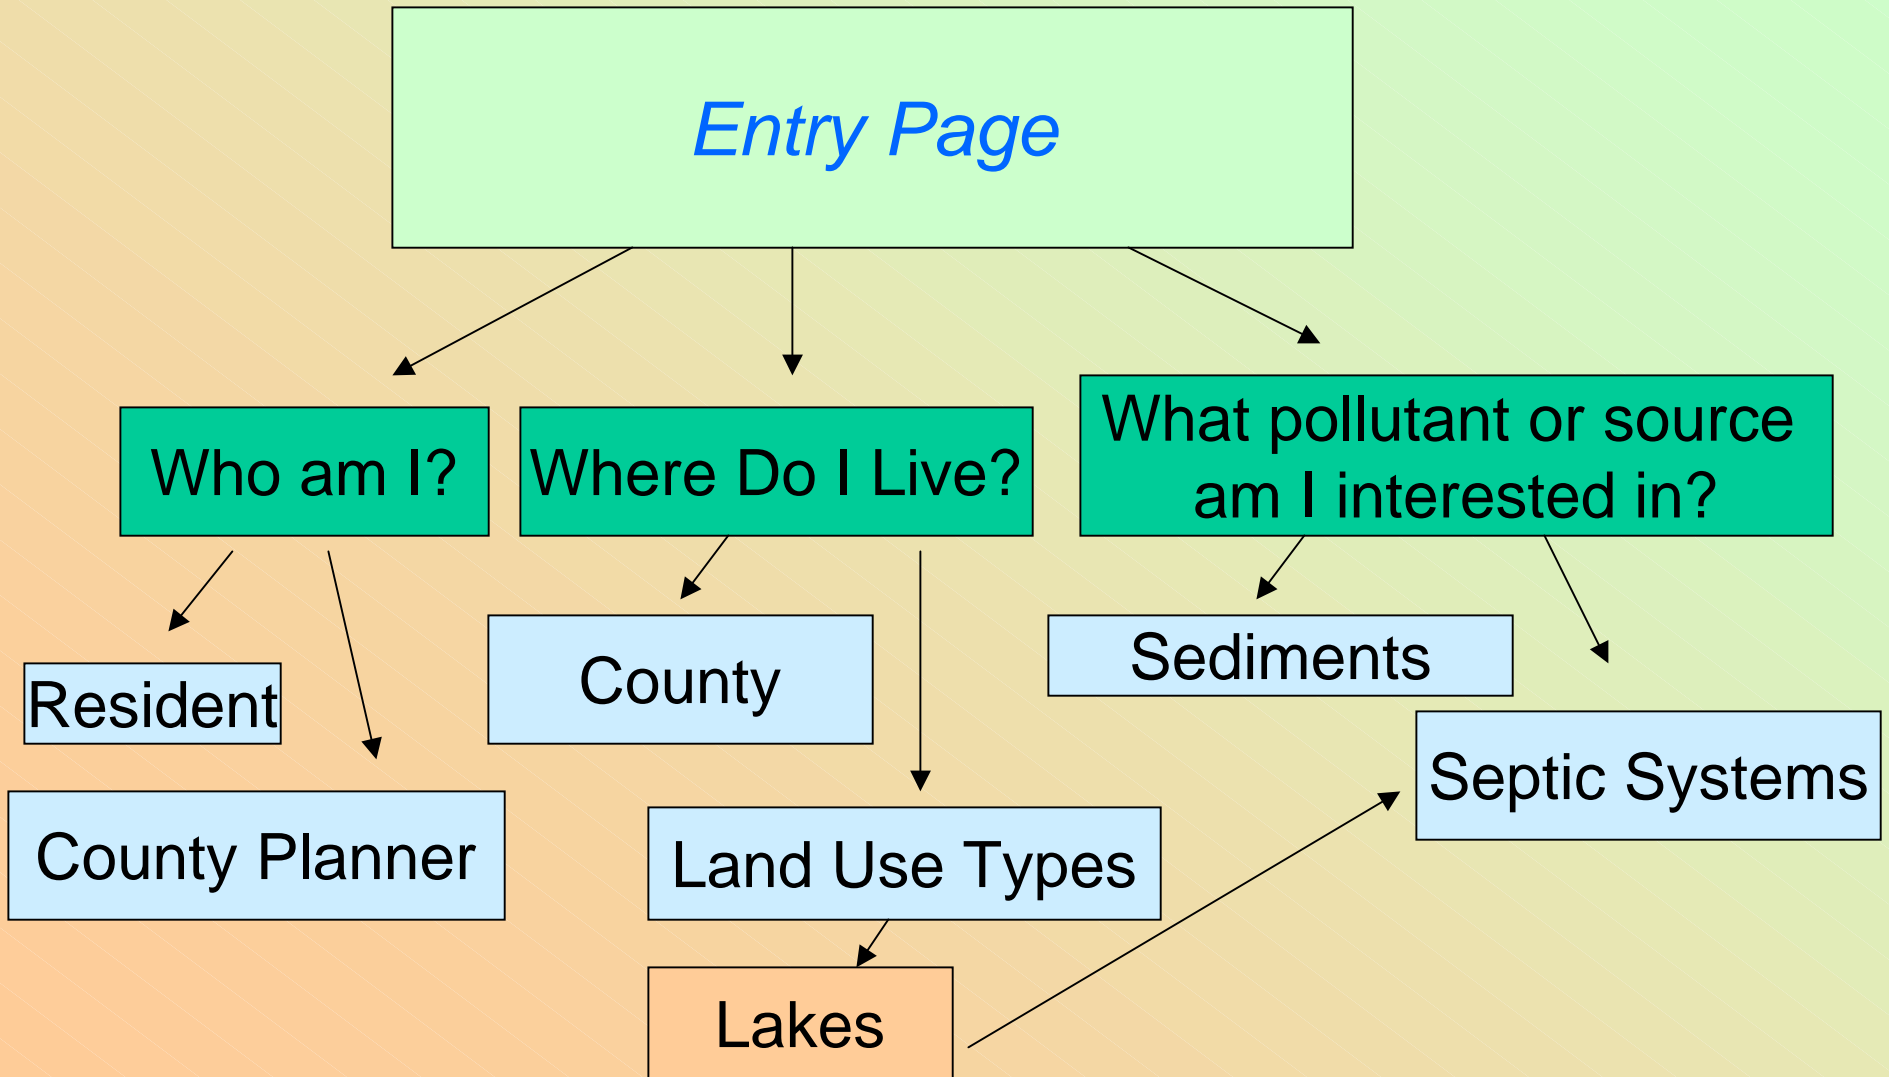 Entry Page
Who am I?
Where Do I Live?
What pollutant or source
am I interested in?
Resident
County
Sediments
County Planner
Land Use Types
Septic Systems
Lakes